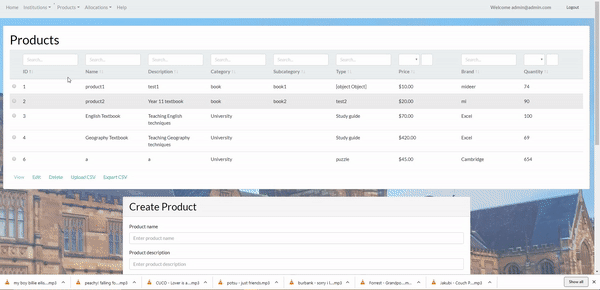 Home Institutions Products Allocations Help Welcome admin@admin.com Logout
Products
Search... Search... Search... Search... Search... Search... Search...
ID Name Description Category Subcategory Type Price Brand Quantity
1 product1 test1 book book1 [object Object] $10.00 mldeer 74
2 product2 Year 11 textbook book book2 test2 $20.00 mi 90
3 English Textbook Teaching English techniques University Study guide $70.00 Excel 100
4 Geography Textbook Teaching Geography techniques University Study guide $420.00 Excel 69
6 a a University puzzle $45.00 Cambridge 654
View Edit Delete Upload CSV Export CSV
Create Product
Product name
Enter product name
Product description
Enter product description
my boy billie eilis....mp3 peachy! falling fo....mp3 CUCO - Lover is a....mp3 potsu - just friends.mp3 burbank - sorry i l....mp3 Forrest - Grandpo....mp3 Jakub - Couch P....mp3 Show all